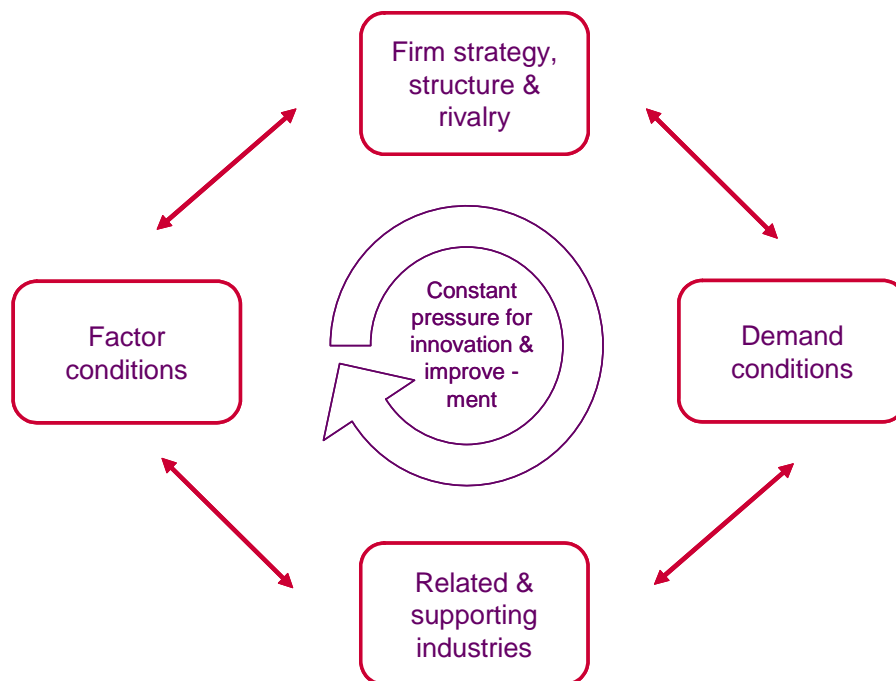 Firm strategy,
structure &
rivalry
Factor
conditions
Constant
pressure for
innovation &
improve -
ment
Demand
conditions
Related &
supporting
industries